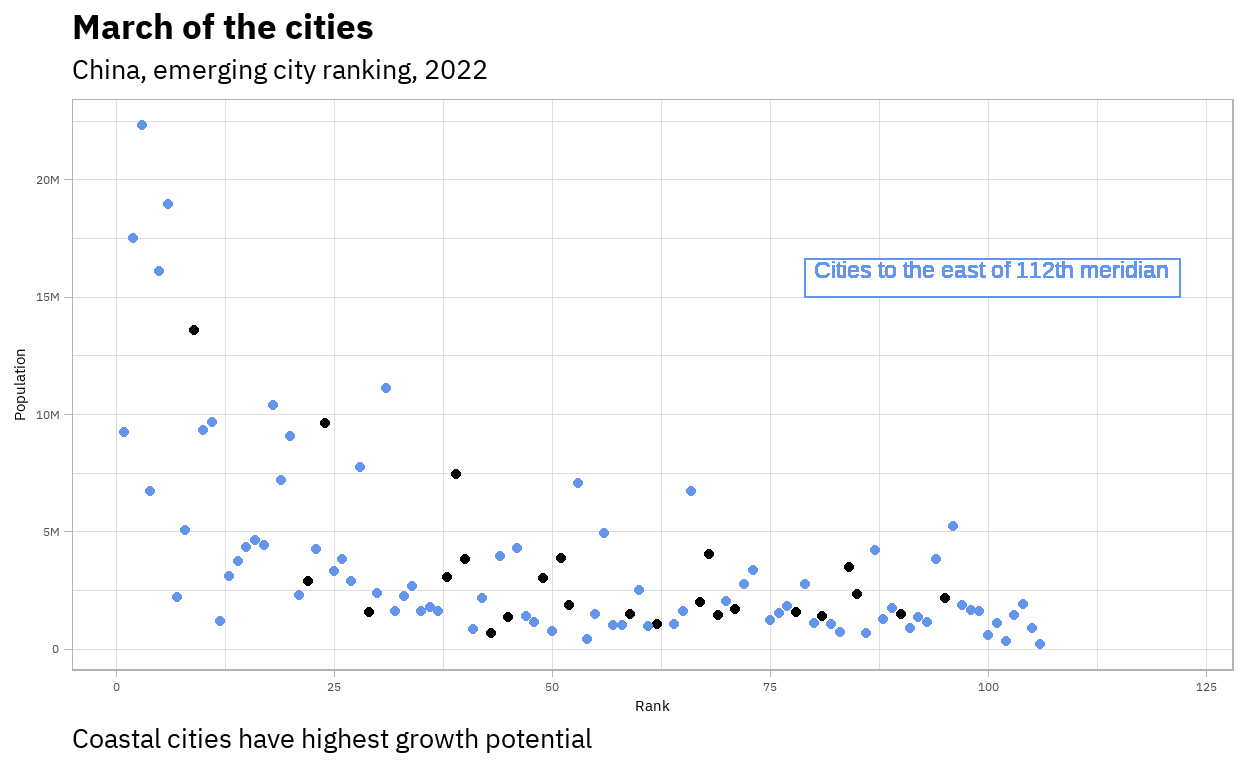 March of the cities
China, emerging city ranking, 2022
20M
15M
10M
5M
0
Population
Cities to the east of 112th meridian
0 25 50 75 100 125
Rank
Coastal cities have highest growth potential